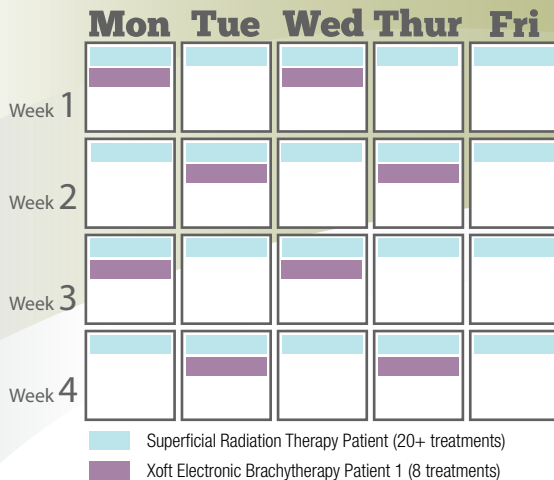 Mon Tue Wed Thur Fri
Week 1
Week 2
Week 3
Week 4
Superficial Radiation Therapy Patient (20+ treatments)
Xoft Electronic Brachytherapy Patient 1 (8 treatments)